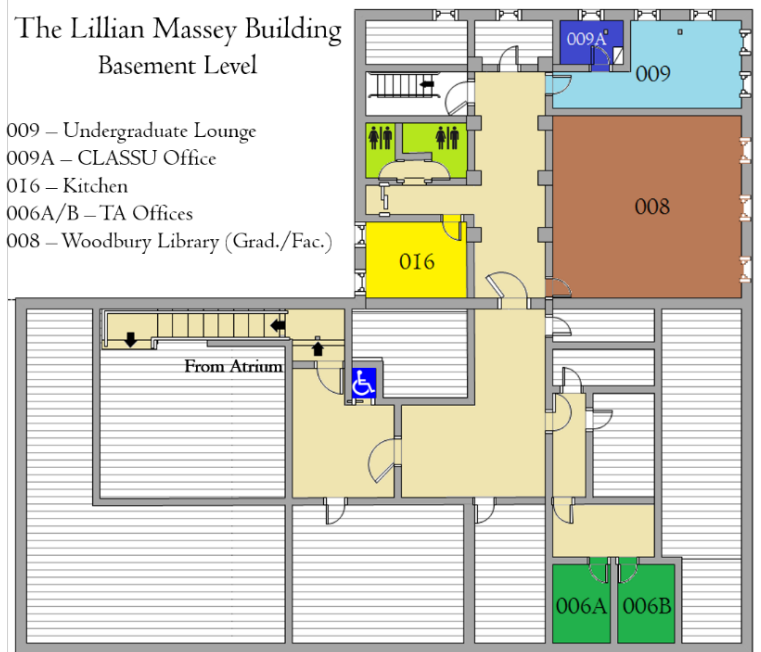 The Lillian Massey Building
Basement Level
009 – Undergraduate Lounge
009A – CLASSU Office
016 – Kitchen
006A/B – TA Offices
008 – Woodbury Library (Grad./Fac.)
009A
009
008
016
From Atrium
006A
006B